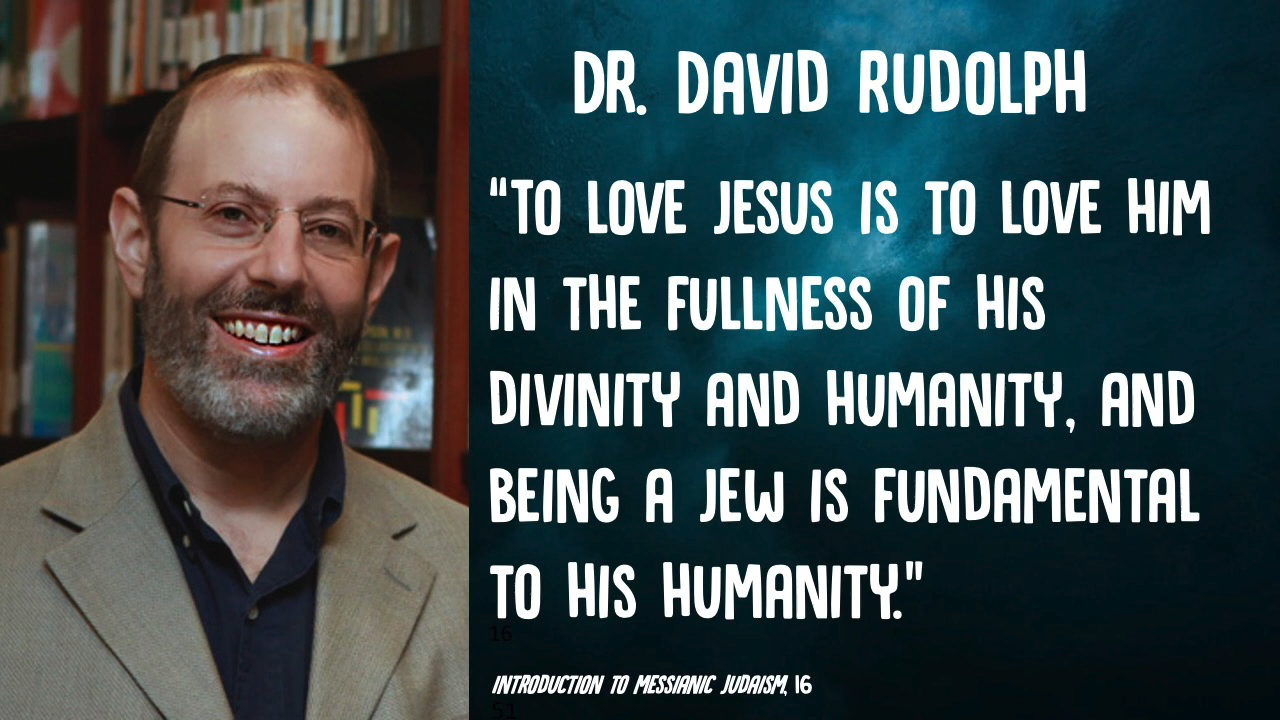 DR. DAVID RUDOLPH
"TO LOVE JESUS IS TO LOVE HIM
IN THE FULLNESS OF HIS
DIVINITY AND HUMANITY, AND
BEING A JEW IS FUNDAMENTAL
TO HIS HUMANITY."
16
INTRODUCTION TO MESSIANIC JUDAISM, 16
51